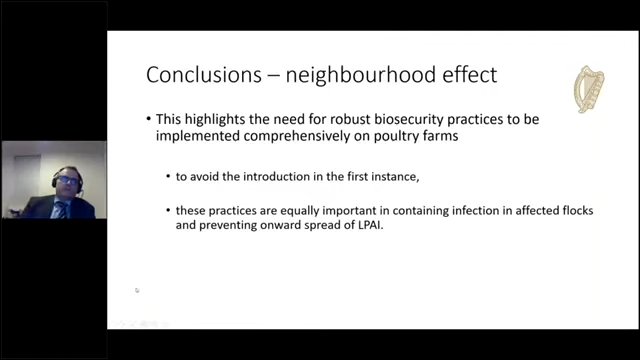 Conclusions – neighbourhood effect
• This highlights the need for robust biosecurity practices to be
implemented comprehensively on poultry farms
• to avoid the introduction in the first instance,
• these practices are equally important in containing infection in affected flocks
and preventing onward spread of LPAI.